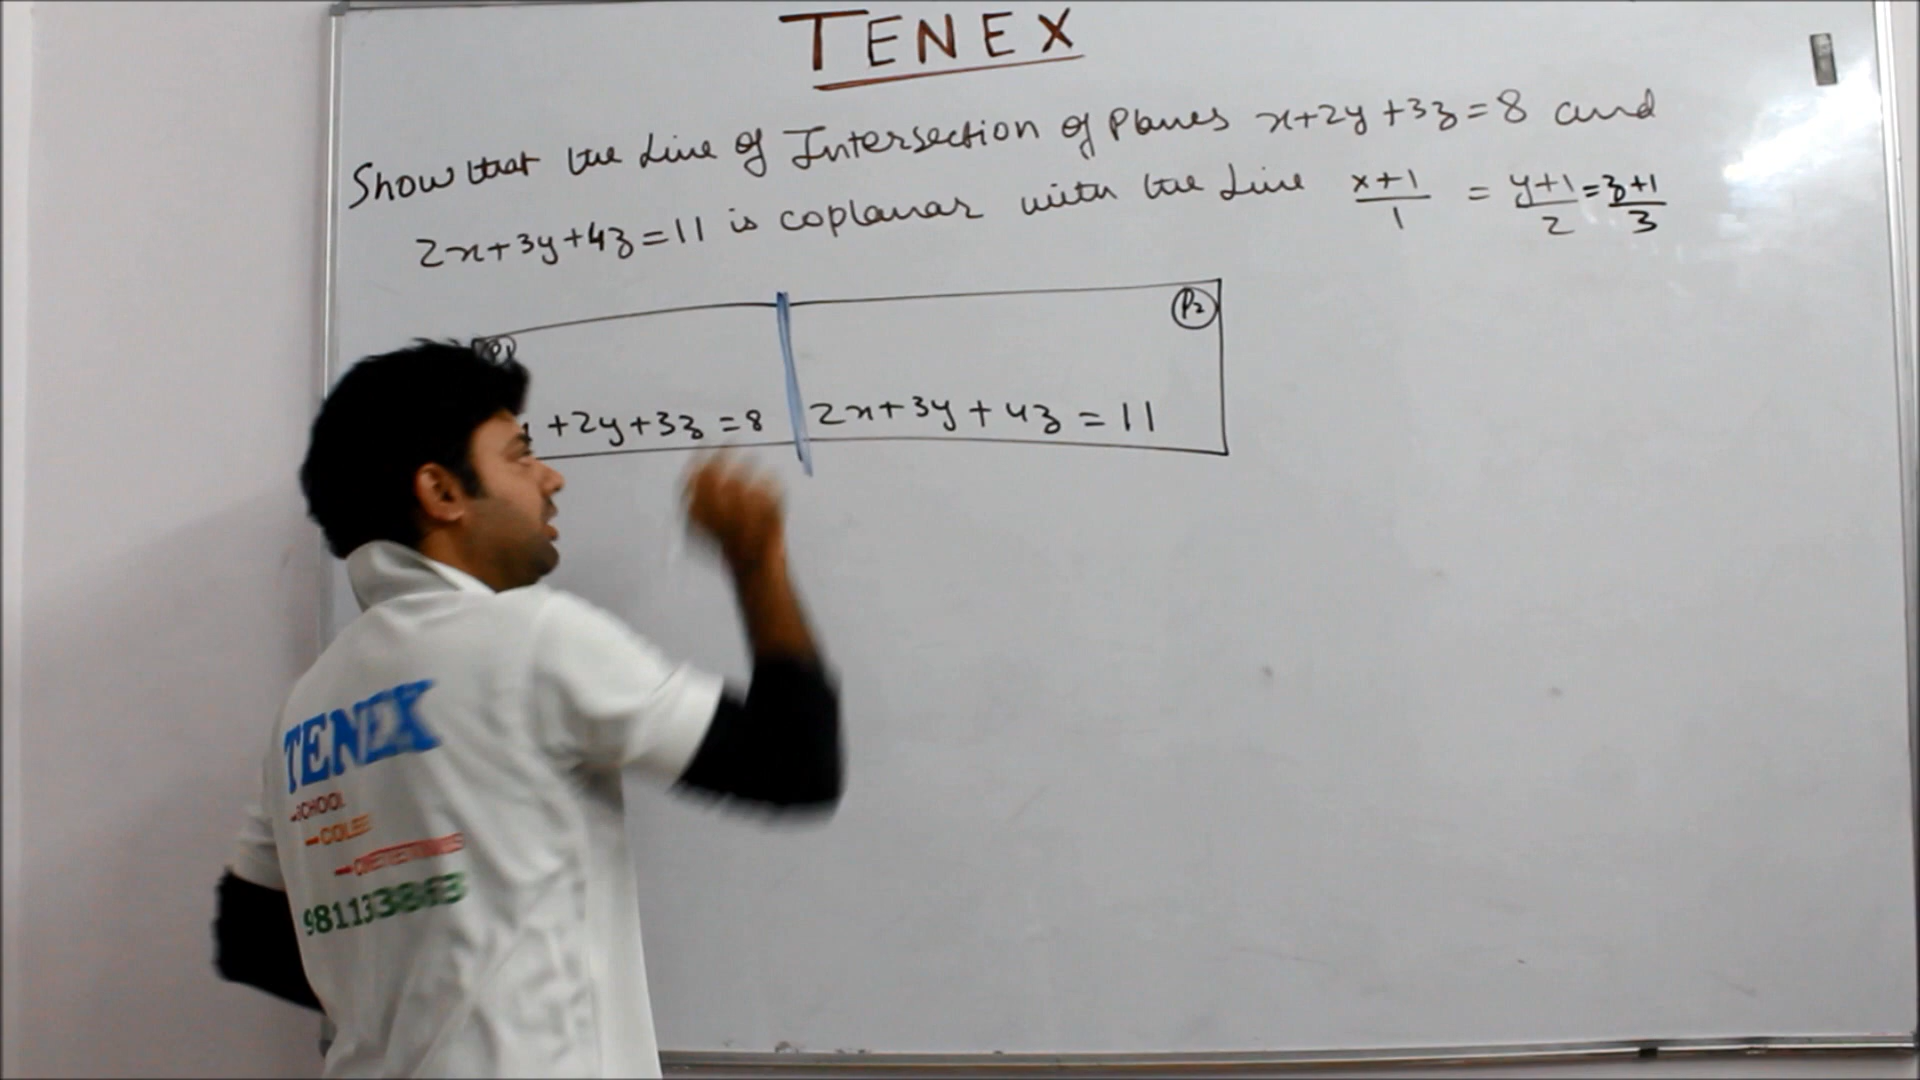 TENEX
Show that the Line of Intersection of Planes x+2y+3z=8 and
2x+3y+4z=11 is coplanar with the Line x+1/1 = y+1/2 = z+1/3
P1
P2
+2y+3z=8
2x+3y+4z=11
TENEX
SCHOOL